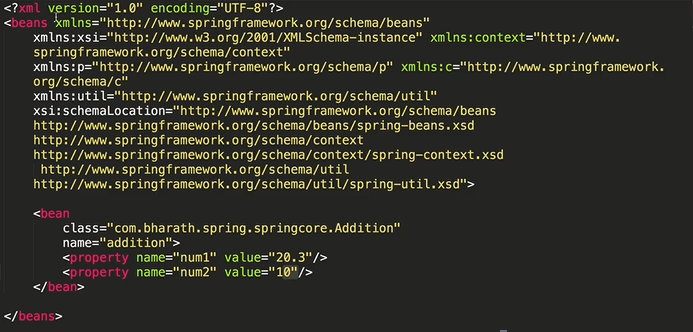 <?xml version="1.0" encoding="UTF-8"?>
<beans xmlns="http://www.springframework.org/schema/beans"
xmlns:xsi="http://www.w3.org/2001/XMLSchema-instance" xmlns:context="http://www.
springframework.org/schema/context"
xmlns:p="http://www.springframework.org/schema/p" xmlns:c="http://www.springframework.
org/schema/c"
xmlns:util="http://www.springframework.org/schema/util"
xsi:schemaLocation="http://www.springframework.org/schema/beans
http://www.springframework.org/schema/beans/spring-beans.xsd
http://www.springframework.org/schema/context
http://www.springframework.org/schema/context/spring-context.xsd
http://www.springframework.org/schema/util
http://www.springframework.org/schema/util/spring-util.xsd">
<bean
class="com.bharath.spring.springcore.Addition"
name="addition">
<property name="num1" value="20.3"/>
<property name="num2" value="10"/>
</bean>
</beans>